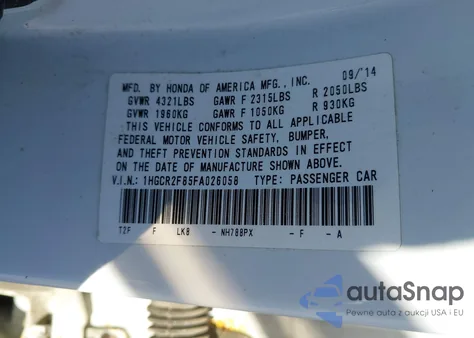 MFD. BY HONDA OF AMERICA MFG., INC. 09/14
GVWR 4321LBS GAWR F 2315LBS R 2050LBS
GVWR 1960KG GAWR F 1050KG R 930KG
THIS VEHICLE CONFORMS TO ALL APPLICABLE
FEDERAL MOTOR VEHICLE SAFETY, BUMPER,
AND THEFT PREVENTION STANDARDS IN EFFECT
ON THE DATE OF MANUFACTURE SHOWN ABOVE.
V.I.N.: 1HGCR2F85FA026058 TYPE: PASSENGER CAR
T2F F LK8 - NH788PX - F - A
autoSnap
Pewne auta z aukcji USA i EU